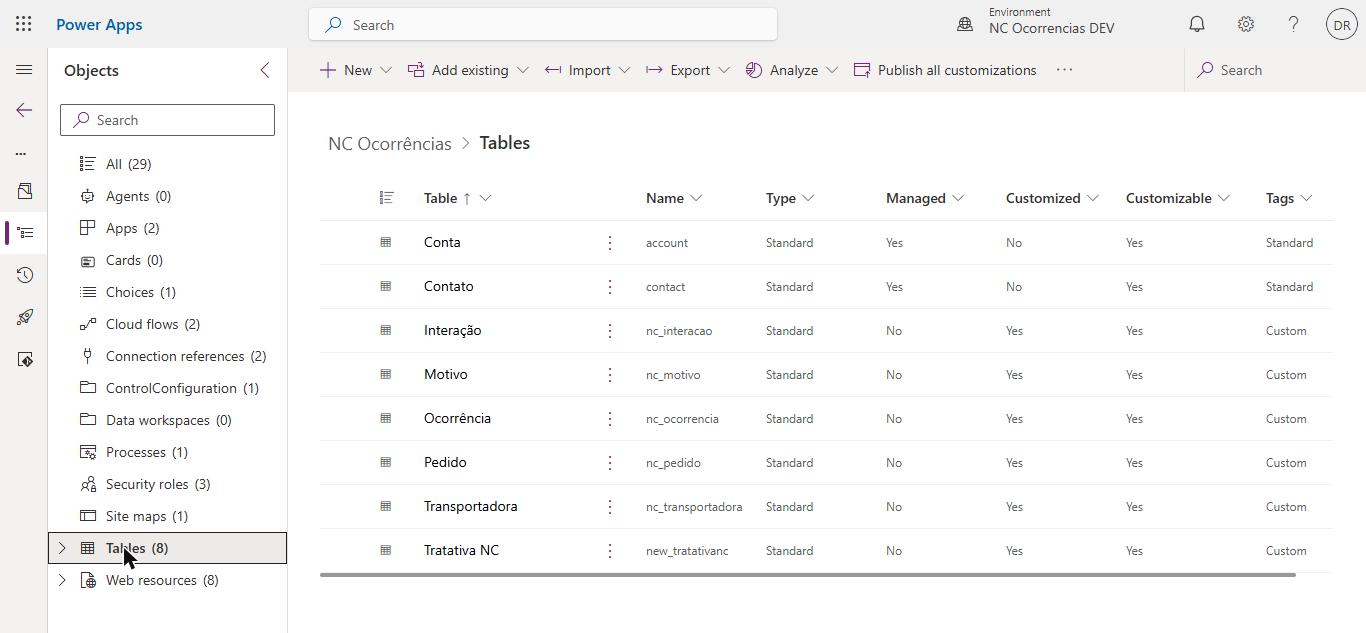 Power Apps
Search
Environment
NC Ocorrencias DEV
?
DR
Objects
New
Add existing
Import
Export
Analyze
Publish all customizations
...
Search
Search
...
All (29)
Agents (0)
Apps (2)
Cards (0)
Choices (1)
Cloud flows (2)
Connection references (2)
ControlConfiguration (1)
Data workspaces (0)
Processes (1)
Security roles (3)
Site maps (1)
Tables (8)
Web resources (8)
NC Ocorrências > Tables
Table ↑ Name Type Managed Customized Customizable Tags
Conta account Standard Yes No Yes Standard
Contato contact Standard Yes No Yes Standard
Interação nc_interacao Standard No Yes Yes Custom
Motivo nc_motivo Standard No Yes Yes Custom
Ocorrência nc_ocorrencia Standard No Yes Yes Custom
Pedido nc_pedido Standard No Yes Yes Custom
Transportadora nc_transportadora Standard No Yes Yes Custom
Tratativa NC new_tratativanc Standard No Yes Yes Custom